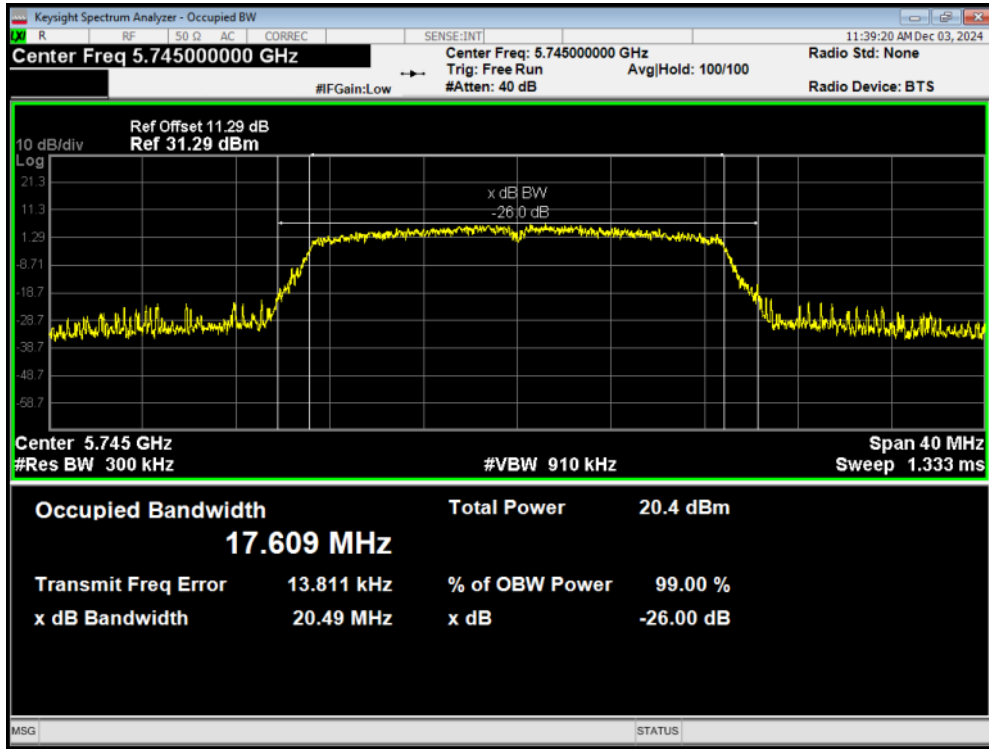 Keysight Spectrum Analyzer - Occupied BW
LXI R RF 50 Ω AC CORREC SENSE:INT 11:39:20 AM Dec 03, 2024
Center Freq 5.745000000 GHz Center Freq: 5.745000000 GHz Radio Std: None
Trig: Free Run Avg|Hold: 100/100
#IFGain:Low #Atten: 40 dB Radio Device: BTS
Ref Offset 11.29 dB
10 dB/div Ref 31.29 dBm
Log
21.3
x dB BW
11.3
-26.0 dB
1.29
-8.71
-18.7
-28.7
-38.7
-48.7
-58.7
Center 5.745 GHz Span 40 MHz
#Res BW 300 kHz #VBW 910 kHz Sweep 1.333 ms
Occupied Bandwidth Total Power 20.4 dBm
17.609 MHz
Transmit Freq Error 13.811 kHz % of OBW Power 99.00 %
x dB Bandwidth 20.49 MHz x dB -26.00 dB
MSG STATUS